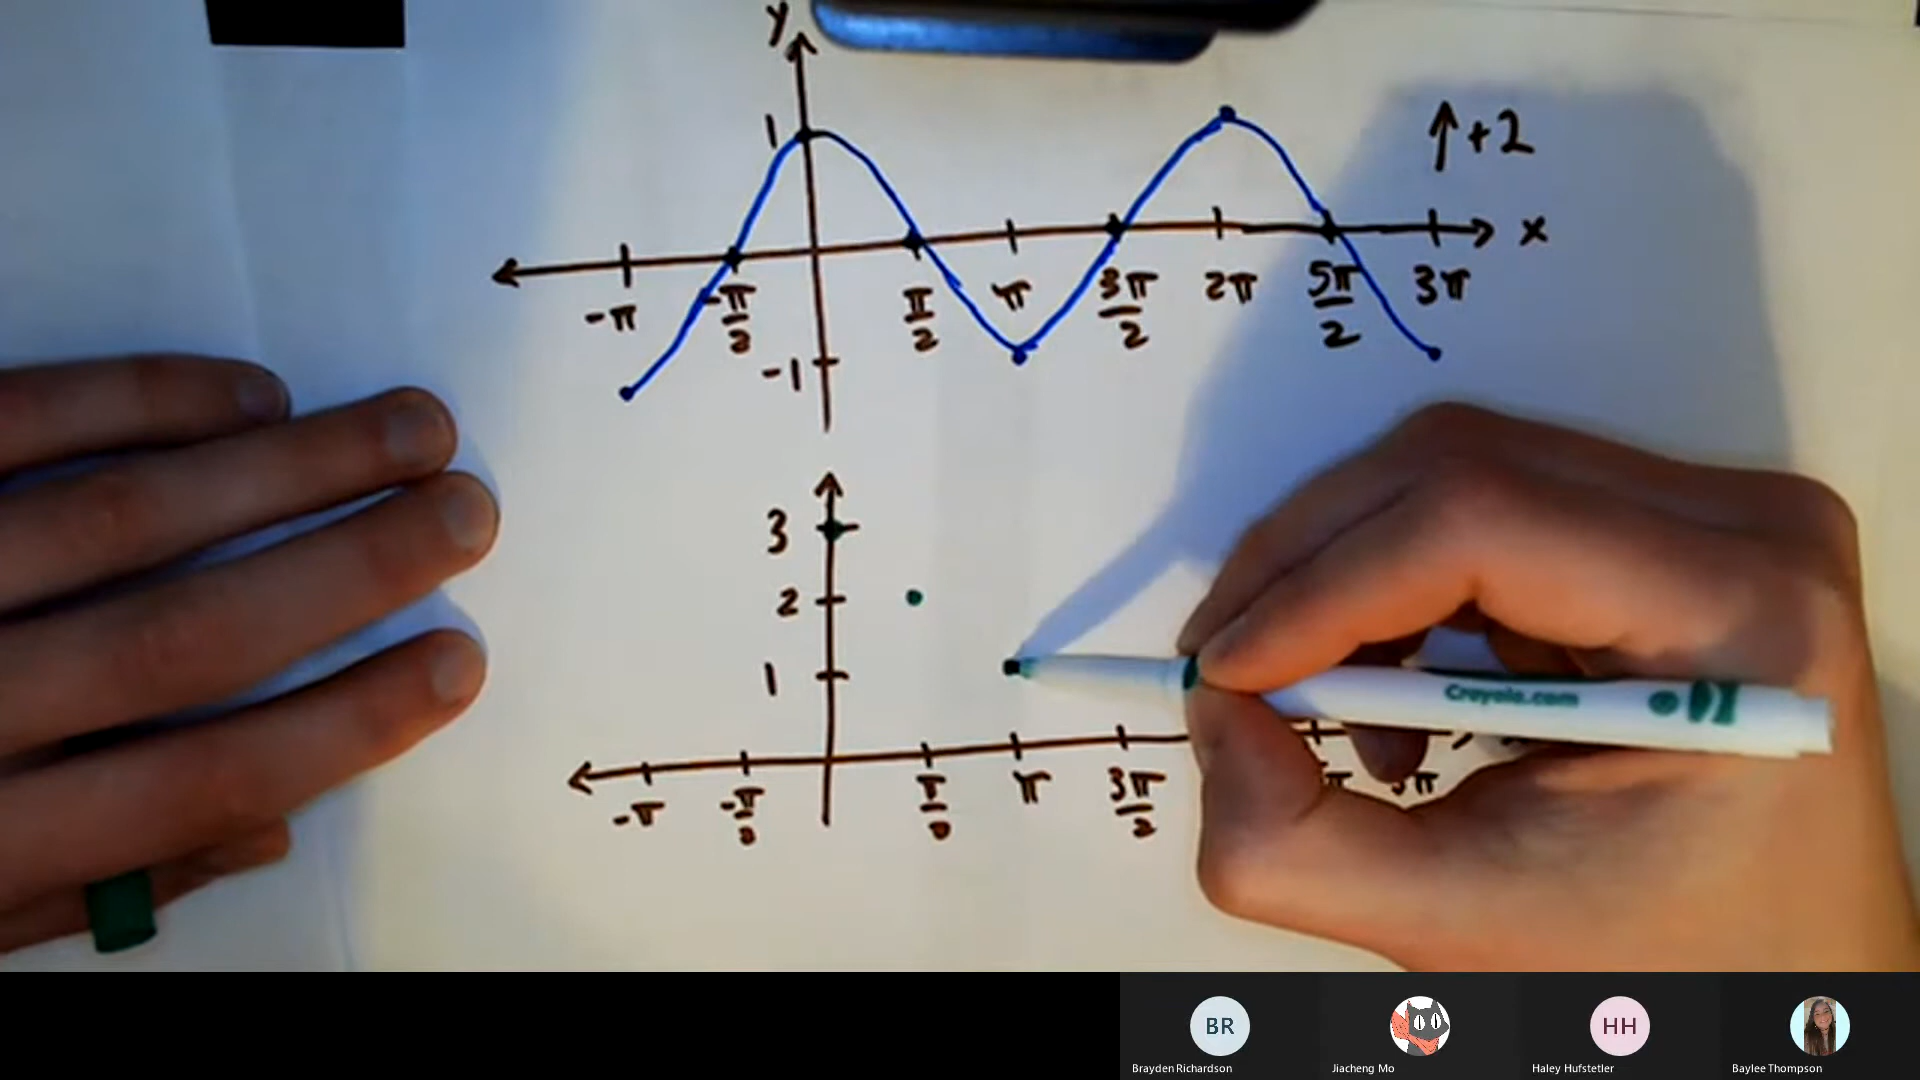 y
1
↑ +2
x
-π -π/2 π/2 π 3π/2 2π 5π/2 3π
-1
3
2
1
Crayola.com
-π -π/2 π/2 π 3π/2
BR HH
Brayden Richardson Jiacheng Mo Haley Hufstetler Baylee Thompson